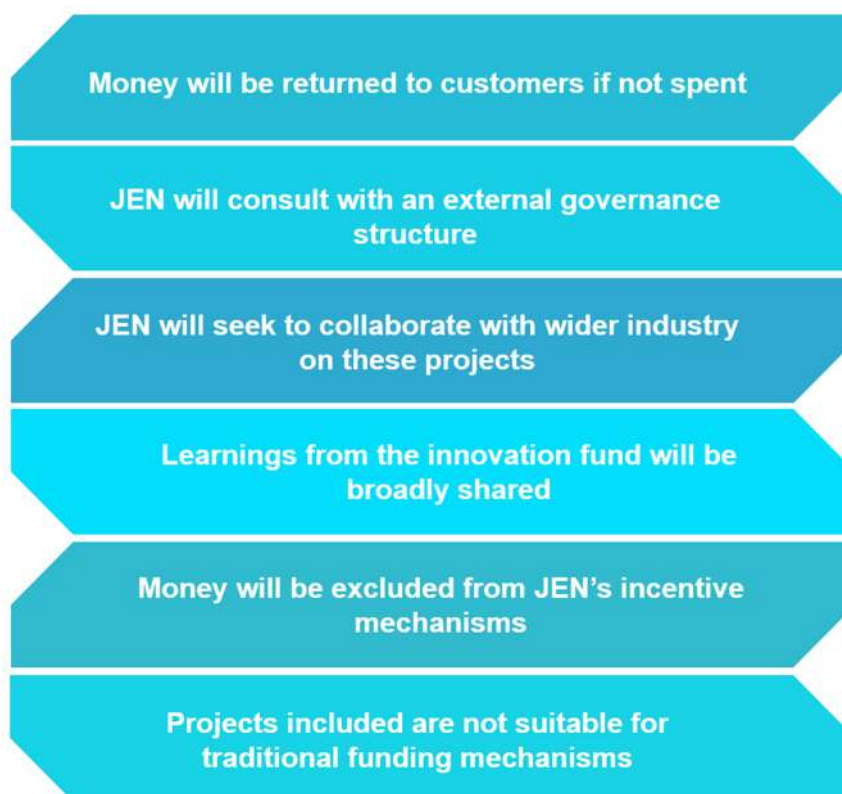 Money will be returned to customers if not spent
JEN will consult with an external governance
structure
JEN will seek to collaborate with wider industry
on these projects
Learnings from the innovation fund will be
broadly shared
Money will be excluded from JEN’s incentive
mechanisms
Projects included are not suitable for
traditional funding mechanisms